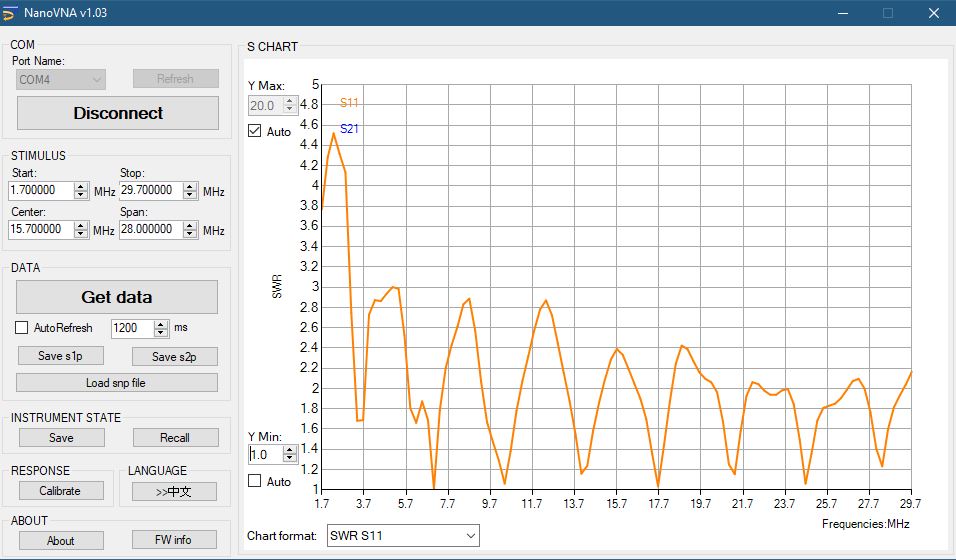 NanoVNA v1.03
COM
Port Name:
COM4
Refresh
Disconnect
STIMULUS
Start:
Stop:
1.700000
MHz
29.700000
MHz
Center:
Span:
15.700000
MHz
28.000000
MHz
DATA
Get data
AutoRefresh
1200
ms
Save s1p
Save s2p
Load snp file
INSTRUMENT STATE
Save
Recall
RESPONSE
LANGUAGE
Calibrate
>>中文
ABOUT
About
FW info
S CHART
Y Max:
20.0
Auto
Y Min:
1.0
Auto
SWR
5
4.8
4.6
4.4
4.2
4
3.8
3.6
3.4
3.2
3
2.8
2.6
2.4
2.2
2
1.8
1.6
1.4
1.2
1
S11
S21
1.7 3.7 5.7 7.7 9.7 11.7 13.7 15.7 17.7 19.7 21.7 23.7 25.7 27.7 29.7
Frequencies:MHz
Chart format:
SWR S11